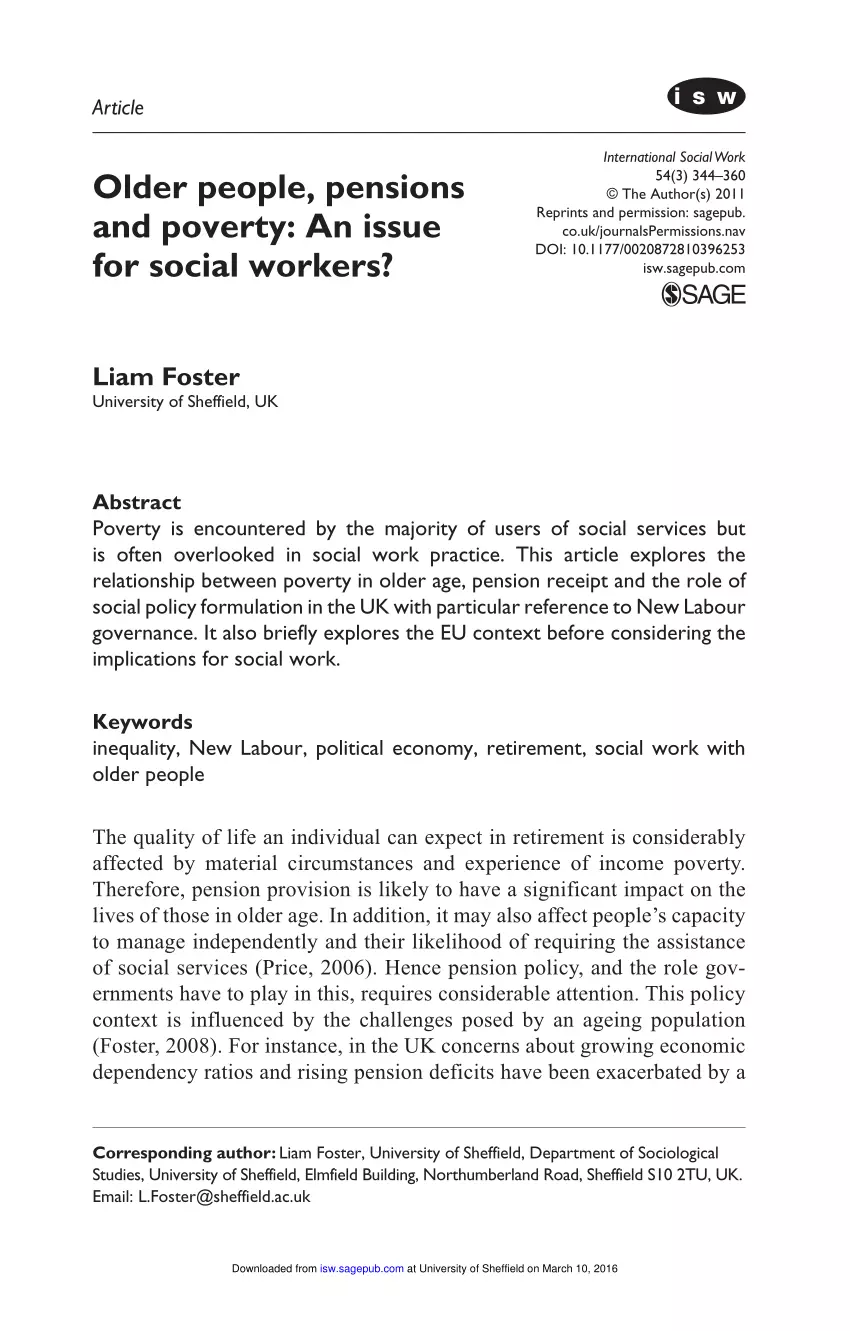 Article
i s w
Older people, pensions
and poverty: An issue
for social workers?
International Social Work
54(3) 344–360
© The Author(s) 2011
Reprints and permission: sagepub.
co.uk/journalsPermissions.nav
DOI: 10.1177/0020872810396253
isw.sagepub.com
SAGE
Liam Foster
University of Sheffield, UK
Abstract
Poverty is encountered by the majority of users of social services but
is often overlooked in social work practice. This article explores the
relationship between poverty in older age, pension receipt and the role of
social policy formulation in the UK with particular reference to New Labour
governance. It also briefly explores the EU context before considering the
implications for social work.
Keywords
inequality, New Labour, political economy, retirement, social work with
older people
The quality of life an individual can expect in retirement is considerably
affected by material circumstances and experience of income poverty.
Therefore, pension provision is likely to have a significant impact on the
lives of those in older age. In addition, it may also affect people’s capacity
to manage independently and their likelihood of requiring the assistance
of social services (Price, 2006). Hence pension policy, and the role gov-
ernments have to play in this, requires considerable attention. This policy
context is influenced by the challenges posed by an ageing population
(Foster, 2008). For instance, in the UK concerns about growing economic
dependency ratios and rising pension deficits have been exacerbated by a
Corresponding author: Liam Foster, University of Sheffield, Department of Sociological
Studies, University of Sheffield, Elmfield Building, Northumberland Road, Sheffield S10 2TU, UK.
Email: L.Foster@sheffield.ac.uk
Downloaded from isw.sagepub.com at University of Sheffield on March 10, 2016